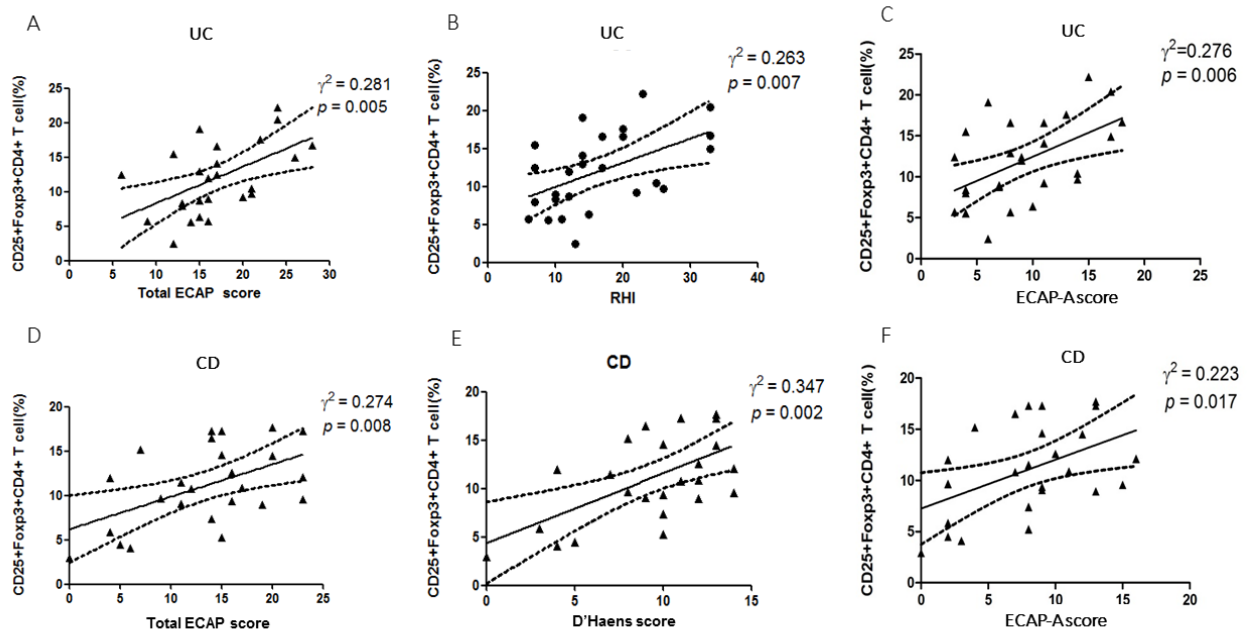 A
UC
γ² = 0.281
p = 0.005
CD25+Foxp3+CD4+ T cell(%)
25
20
15
10
5
0
0 5 10 15 20 25 30
Total ECAP score
B
UC
γ² = 0.263
p = 0.007
CD25+Foxp3+CD4+ T cell(%)
25
20
15
10
5
0
0 10 20 30 40
RHI
C
UC
γ²=0.276
p = 0.006
CD25+Foxp3+CD4+ T cell(%)
25
20
15
10
5
0
0 5 10 15 20 25
ECAP-Ascore
D
CD
γ² = 0.274
p = 0.008
CD25+Foxp3+CD4+ T cell(%)
20
15
10
5
0
0 5 10 15 20 25
Total ECAP score
E
CD
γ² = 0.347
p = 0.002
CD25+Foxp3+CD4+ T cell(%)
20
15
10
5
0
0 5 10 15
D'Haens score
F
CD
γ² = 0.223
p = 0.017
CD25+Foxp3+CD4+ T cell(%)
20
15
10
5
0
0 5 10 15 20
ECAP-Ascore